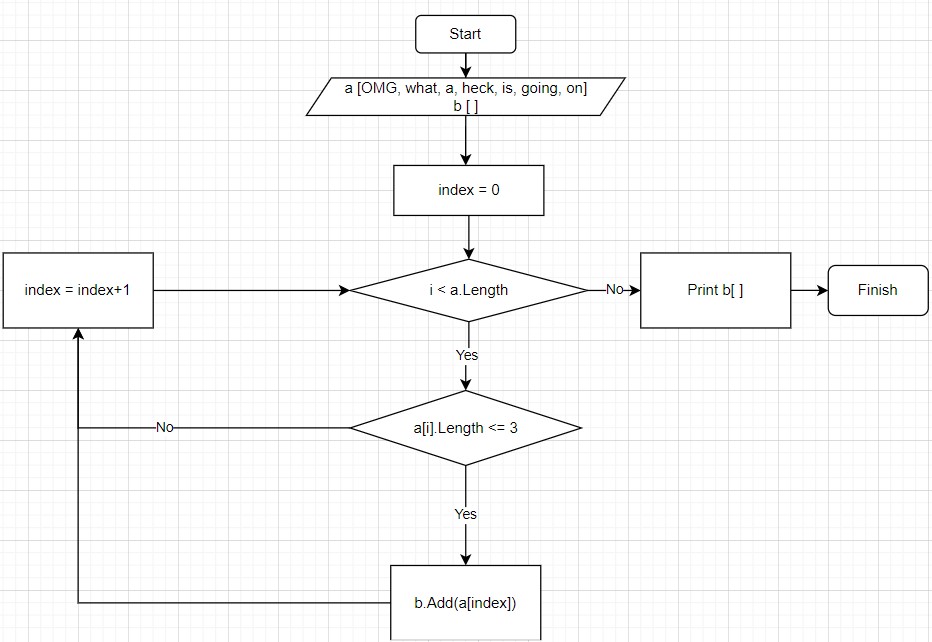 Start
a [OMG, what, a, heck, is, going, on]
b [ ]
index = 0
index = index+1
i < a.Length
No
Print b[ ]
Finish
Yes
No
a[i].Length <= 3
Yes
b.Add(a[index])